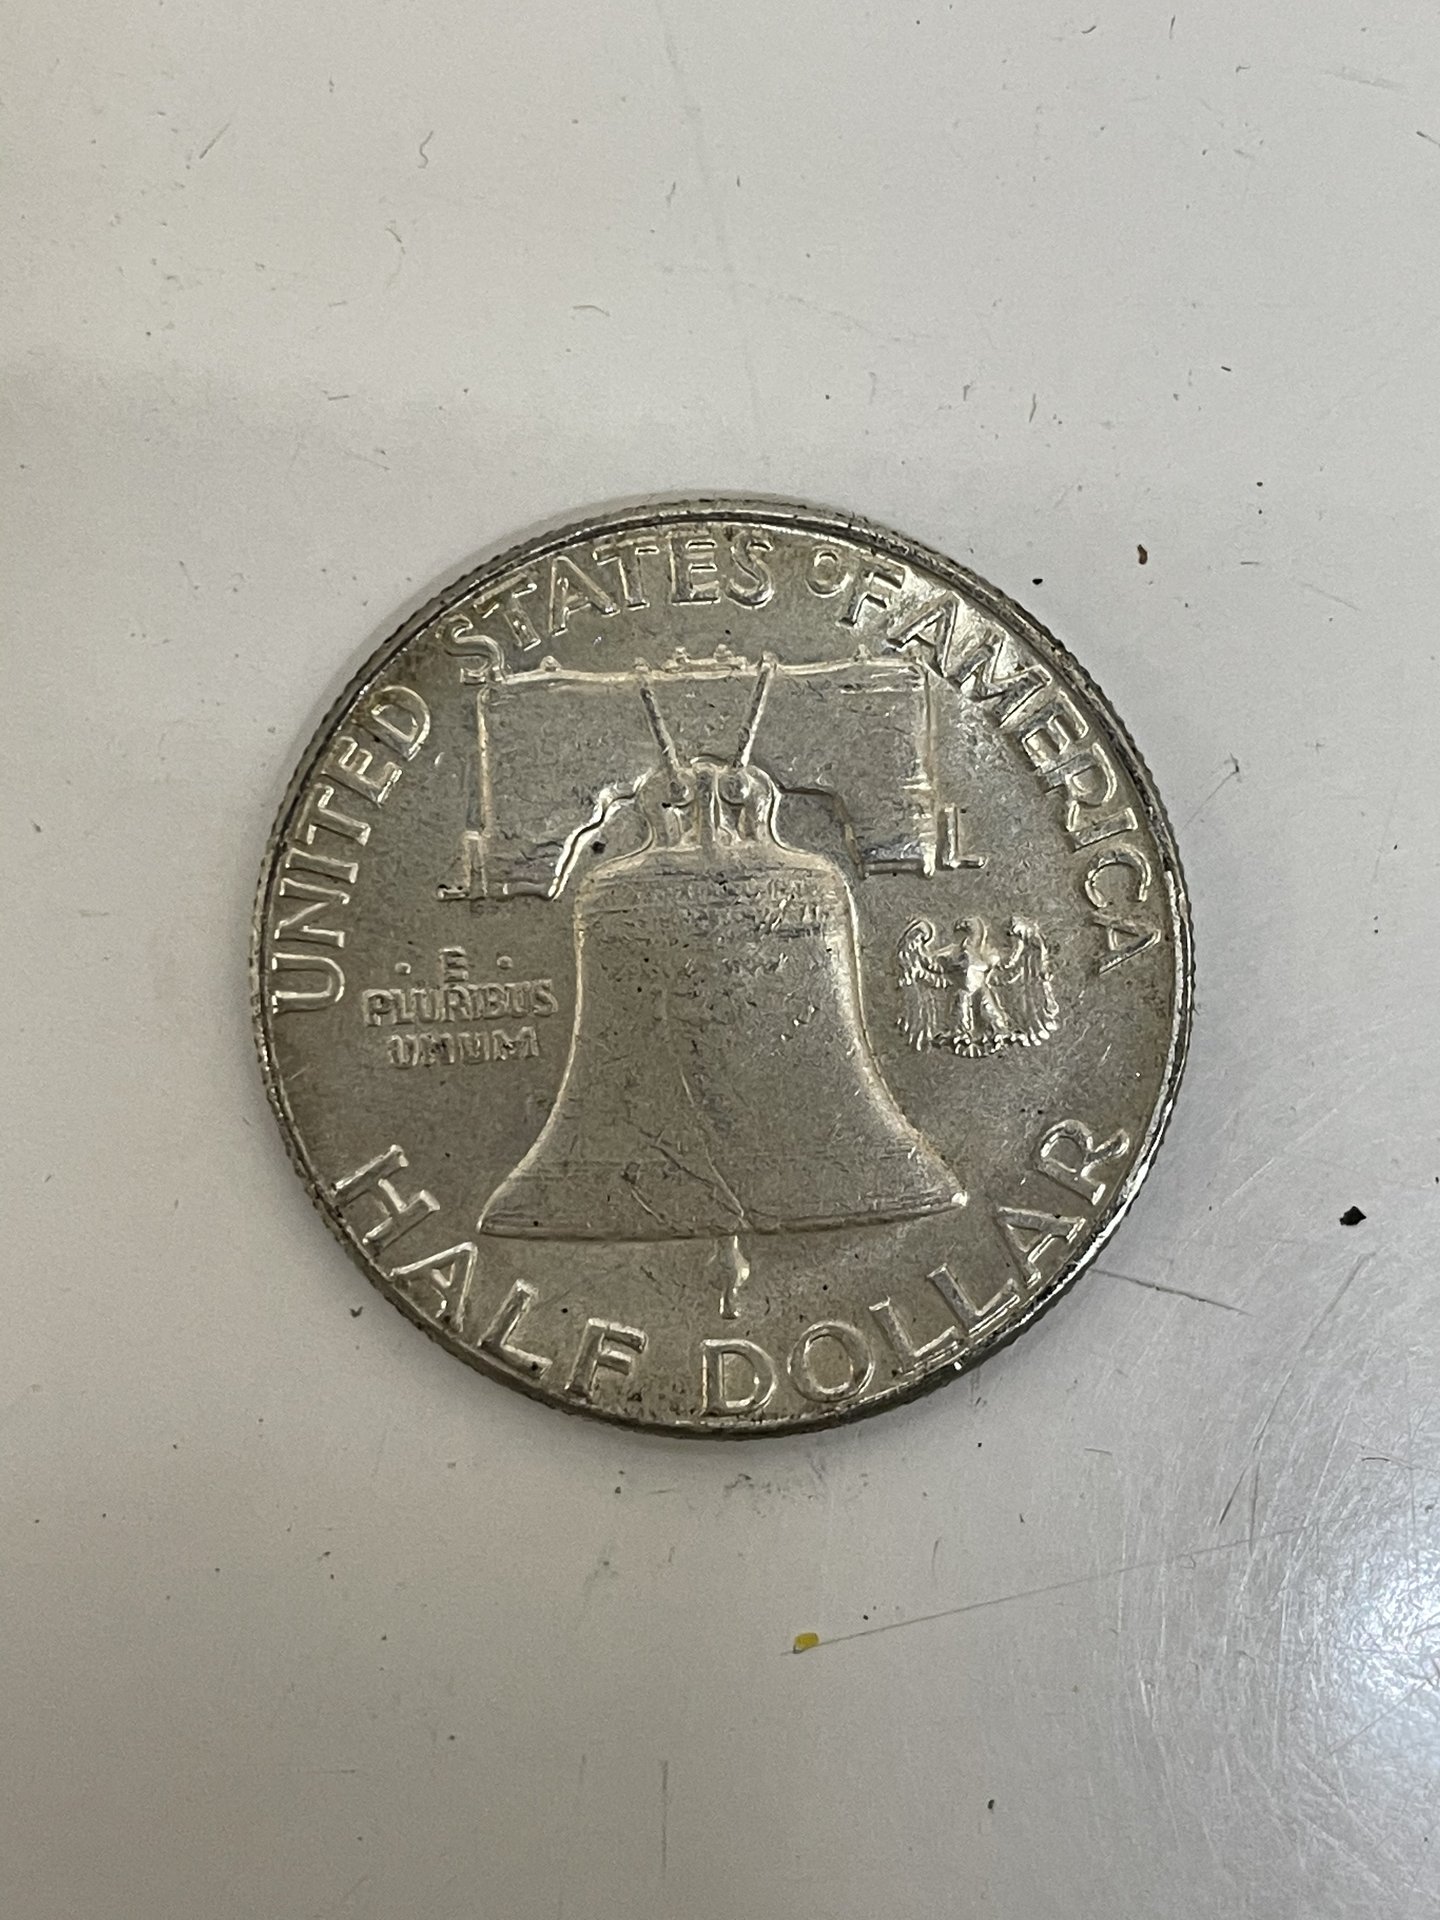 UNITED STATES OF AMERICA
· E ·
PLURIBUS
UNUM
HALF DOLLAR